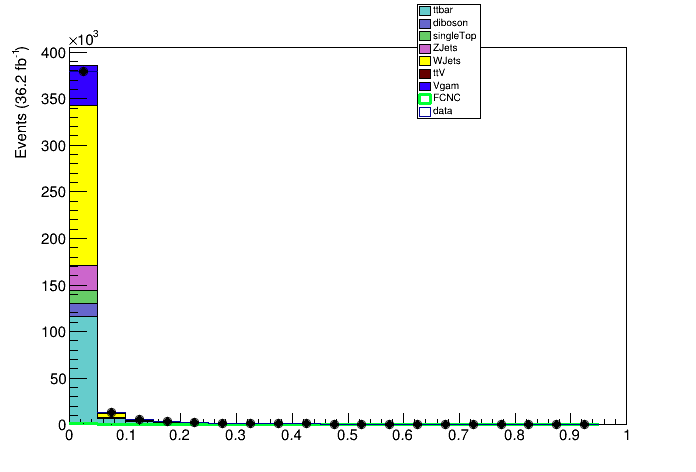 ttbar
diboson
singleTop
ZJets
WJets
ttV
Vgam
FCNC
data
×10³
Events (36.2 fb⁻¹)
400
350
300
250
200
150
100
50
0
0 0.1 0.2 0.3 0.4 0.5 0.6 0.7 0.8 0.9 1